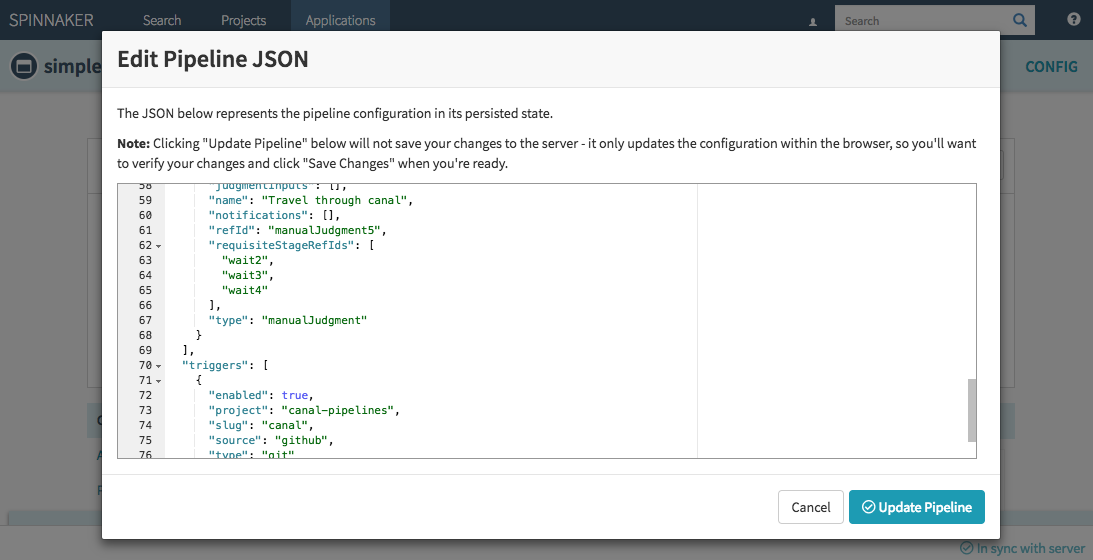 SPINNAKER Search Projects Applications Search
simple CONFIG
Edit Pipeline JSON
The JSON below represents the pipeline configuration in its persisted state.
Note: Clicking "Update Pipeline" below will not save your changes to the server - it only updates the configuration within the browser, so you'll want
to verify your changes and click "Save Changes" when you're ready.
58 "judgmentInputs": [],
59 "name": "Travel through canal",
60 "notifications": [],
61 "refId": "manualJudgment5",
62 "requisiteStageRefIds": [
63 "wait2",
64 "wait3",
65 "wait4"
66 ],
67 "type": "manualJudgment"
68 }
69 ],
70 "triggers": [
71 {
72 "enabled": true,
73 "project": "canal-pipelines",
74 "slug": "canal",
75 "source": "github",
76 "type": "git"
Cancel Update Pipeline
In sync with server